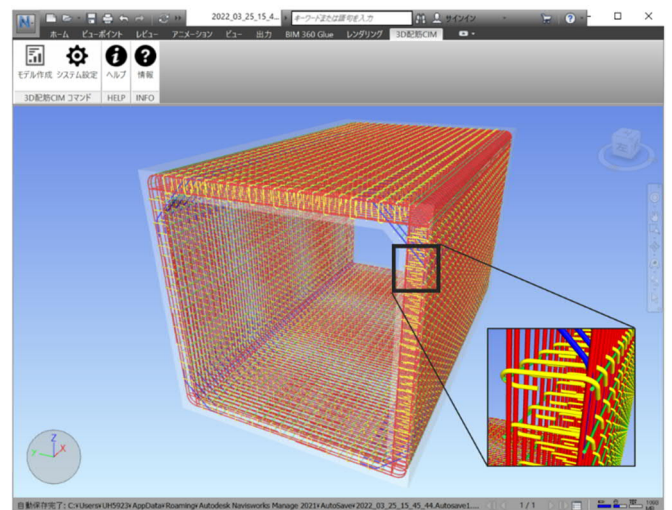 2022_03_25_15_4...
キーワードまたは語句を入力
サインイン
ホーム ビューポイント レビュー アニメーション ビュー 出力 BIM 360 Glue レンダリング 3D配筋CIM
モデル作成 システム設定 ヘルプ 情報
3D配筋CIM コマンド HELP INFO
Z
X
Y
自動保存完了: C:¥Users¥UH5923¥AppData¥Roaming¥Autodesk Navisworks Manage 2021¥AutoSave¥2022_03_25_15_45_44.Autosave1....
1 / 1